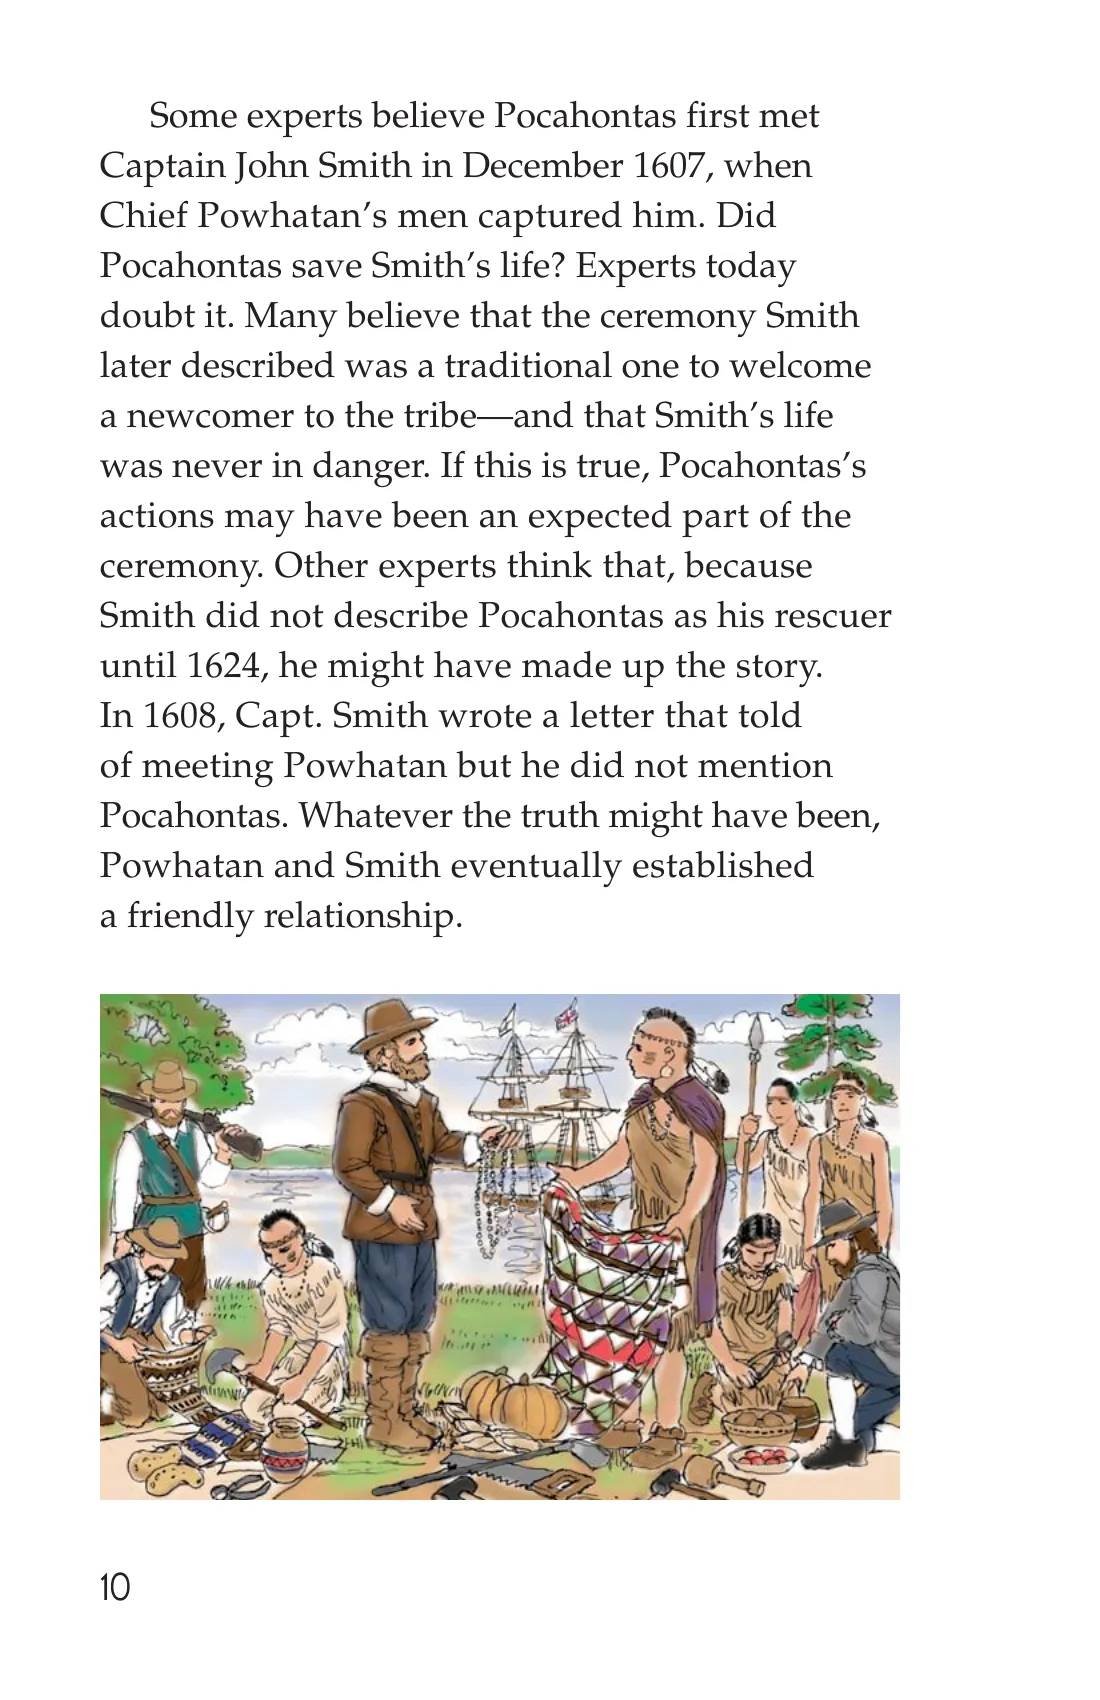 Some experts believe Pocahontas first met
Captain John Smith in December 1607, when
Chief Powhatan’s men captured him. Did
Pocahontas save Smith’s life? Experts today
doubt it. Many believe that the ceremony Smith
later described was a traditional one to welcome
a newcomer to the tribe—and that Smith’s life
was never in danger. If this is true, Pocahontas’s
actions may have been an expected part of the
ceremony. Other experts think that, because
Smith did not describe Pocahontas as his rescuer
until 1624, he might have made up the story.
In 1608, Capt. Smith wrote a letter that told
of meeting Powhatan but he did not mention
Pocahontas. Whatever the truth might have been,
Powhatan and Smith eventually established
a friendly relationship.
10